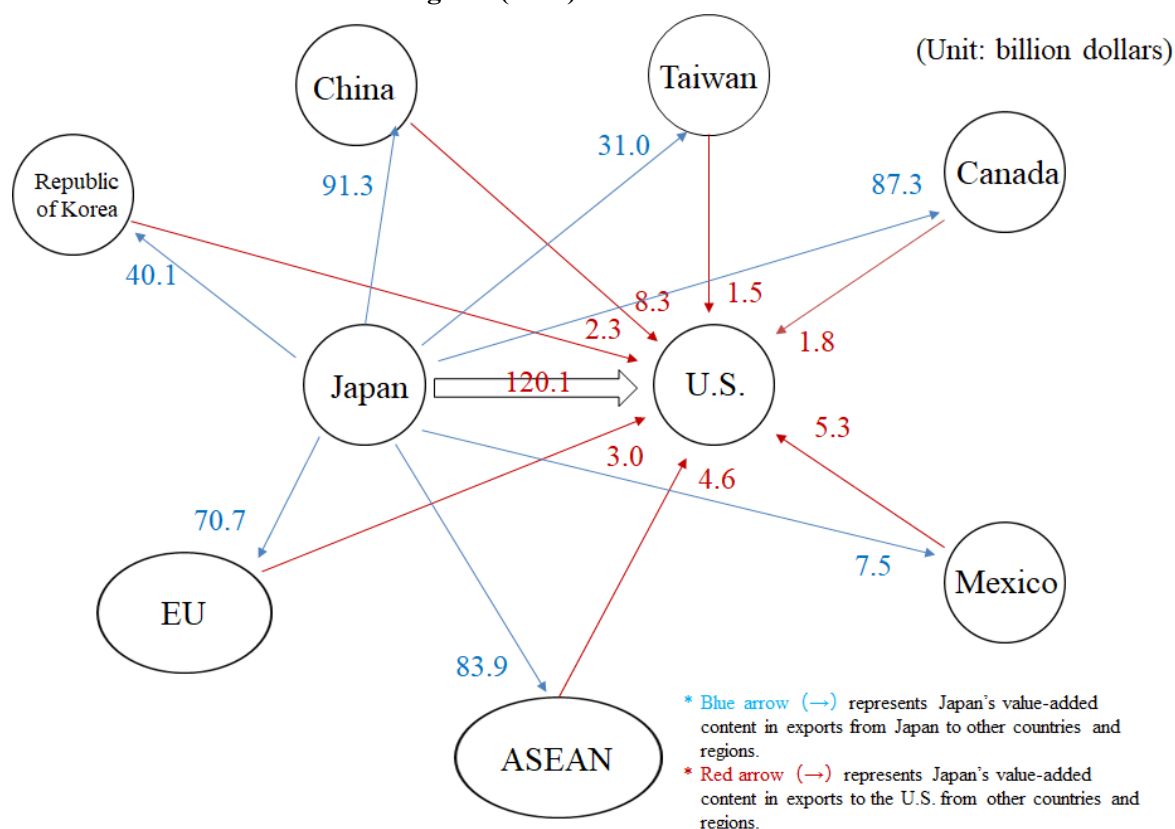 (Unit: billion dollars)
China
Taiwan
Canada
Republic
of Korea
91.3
31.0
87.3
40.1
8.3
1.5
2.3
1.8
Japan
120.1
U.S.
5.3
3.0
4.6
70.7
7.5
EU
Mexico
83.9
ASEAN
* Blue arrow (→) represents Japan's value-added
content in exports from Japan to other countries and
regions.
* Red arrow (→) represents Japan's value-added
content in exports to the U.S. from other countries and
regions.